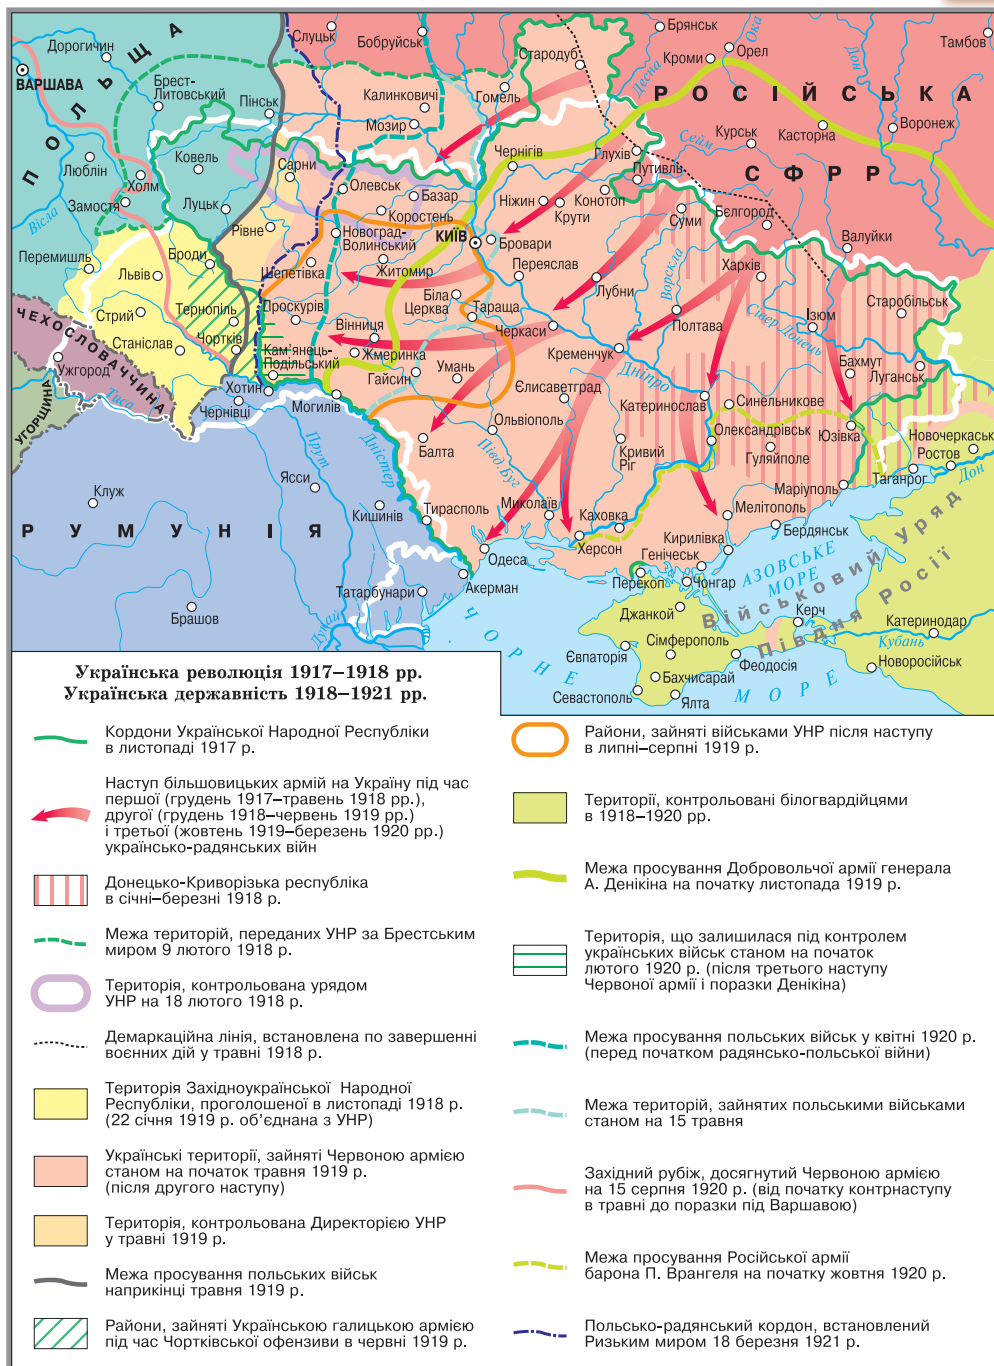 Дорогичин
ВАРШАВА
ПОЛЬЩА
Брест-
Литовський
Пінськ
Слуцьк
Бобруйськ
Калинковичі
Мозир
Гомель
Стародуб
Брянськ
Кроми
Орел
Ока
Десна
Дон
Тамбов
РОСІЙСЬКА
СФРР
Воронеж
Касторна
Курськ
Сейм
Люблін
Холм
Замостя
Вісла
Ковель
Луцьк
Сарни
Рівне
Олевськ
Базар
Коростень
Новоград-
Волинський
Житомир
КИЇВ
Бровари
Чернігів
Ніжин
Крути
Конотоп
Глухів
Путивль
Суми
Бєлгород
Валуйки
Харків
Старобільськ
Перемишль
Львів
Броди
Стрий
Тернопіль
Станіслав
Чортків
Шепетівка
Проскурів
Кам'янець-
Подільський
Вінниця
Жмеринка
Гайсин
Біла
Церква
Тараща
Переяслав
Черкаси
Умань
Лубни
Ворскла
Полтава
Кременчук
Дніпро
Єлисаветград
Ізюм
Сівер. Донець
Бахмут
Луганськ
ЧЕХОСЛОВАЧЧИНА
Ужгород
УГОРЩИНА
Тиса
Хотин
Чернівці
Могилів
Прут
Дністер
Балта
Ольвіополь
Півд. Буг
Катеринослав
Синельникове
Олександрівськ
Гуляйполе
Кривий
Ріг
Юзівка
Новочеркаськ
Ростов
Таганрог
Дон
Маріуполь
Клуж
Ясси
РУМУНІЯ
Кишинів
Тирасполь
Миколаїв
Каховка
Херсон
Мелітополь
Бердянськ
Кирилівка
Генічеськ
Одеса
Акерман
Татарбунари
Дунай
Брашов
Перекоп
Чонгар
АЗОВСЬКЕ
МОРЕ
Військовий Уряд
Півдня Росії
Джанкой
Керч
Сімферополь
Євпаторія
Феодосія
Бахчисарай
Севастополь
Ялта
Катеринодар
Кубань
Новоросійськ
ЧОРНЕ
МОРЕ
Українська революція 1917–1918 рр.
Українська державність 1918–1921 рр.
Кордони Української Народної Республіки
в листопаді 1917 р.
Наступ більшовицьких армій на Україну під час
першої (грудень 1917–травень 1918 рр.),
другої (грудень 1918–червень 1919 рр.)
і третьої (жовтень 1919–березень 1920 рр.)
українсько-радянських війн
Донецько-Криворізька республіка
в січні–березні 1918 р.
Межа територій, переданих УНР за Брестським
миром 9 лютого 1918 р.
Територія, контрольована урядом
УНР на 18 лютого 1918 р.
Демаркаційна лінія, встановлена по завершенні
воєнних дій у травні 1918 р.
Територія Західноукраїнської Народної
Республіки, проголошеної в листопаді 1918 р.
(22 січня 1919 р. об'єднана з УНР)
Українські території, зайняті Червоною армією
станом на початок травня 1919 р.
(після другого наступу)
Територія, контрольована Директорією УНР
у травні 1919 р.
Межа просування польських військ
наприкінці травня 1919 р.
Райони, зайняті Українською галицькою армією
під час Чортківської офензиви в червні 1919 р.
Райони, зайняті військами УНР після наступу
в липні–серпні 1919 р.
Території, контрольовані білогвардійцями
в 1918–1920 рр.
Межа просування Добровольчої армії генерала
А. Денікіна на початку листопада 1919 р.
Територія, що залишилася під контролем
українських військ станом на початок
лютого 1920 р. (після третього наступу
Червоної армії і поразки Денікіна)
Межа просування польських військ у квітні 1920 р.
(перед початком радянсько-польської війни)
Межа територій, зайнятих польськими військами
станом на 15 травня
Західний рубіж, досягнутий Червоною армією
на 15 серпня 1920 р. (від початку контрнаступу
в травні до поразки під Варшавою)
Межа просування Російської армії
барона П. Врангеля на початку жовтня 1920 р.
Польсько-радянський кордон, встановлений
Ризьким миром 18 березня 1921 р.